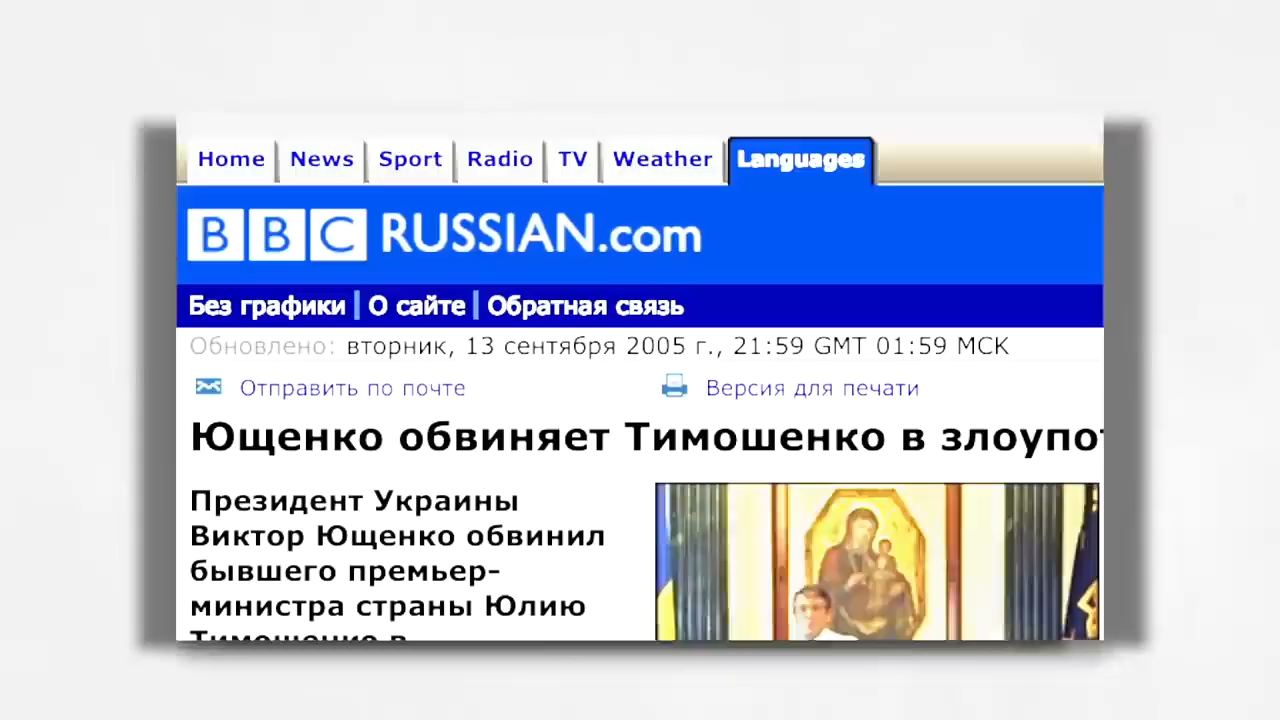 Home News Sport Radio TV Weather Languages
BBC RUSSIAN.com
Без графики | О сайте | Обратная связь
Обновлено: вторник, 13 сентября 2005 г., 21:59 GMT 01:59 МСК
Отправить по почте Версия для печати
Ющенко обвиняет Тимошенко в злоупот
Президент Украины
Виктор Ющенко обвинил
бывшего премьер-
министра страны Юлию
Тимошенко в